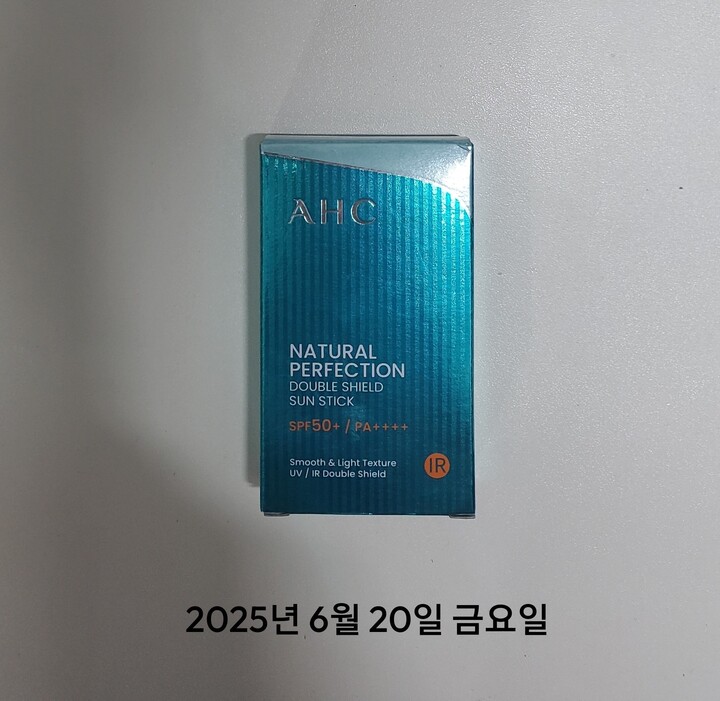 AHC
NATURAL
PERFECTION
DOUBLE SHIELD
SUN STICK
SPF50+ / PA++++
Smooth & Light Texture
UV / IR Double Shield
IR
2025년 6월 20일 금요일